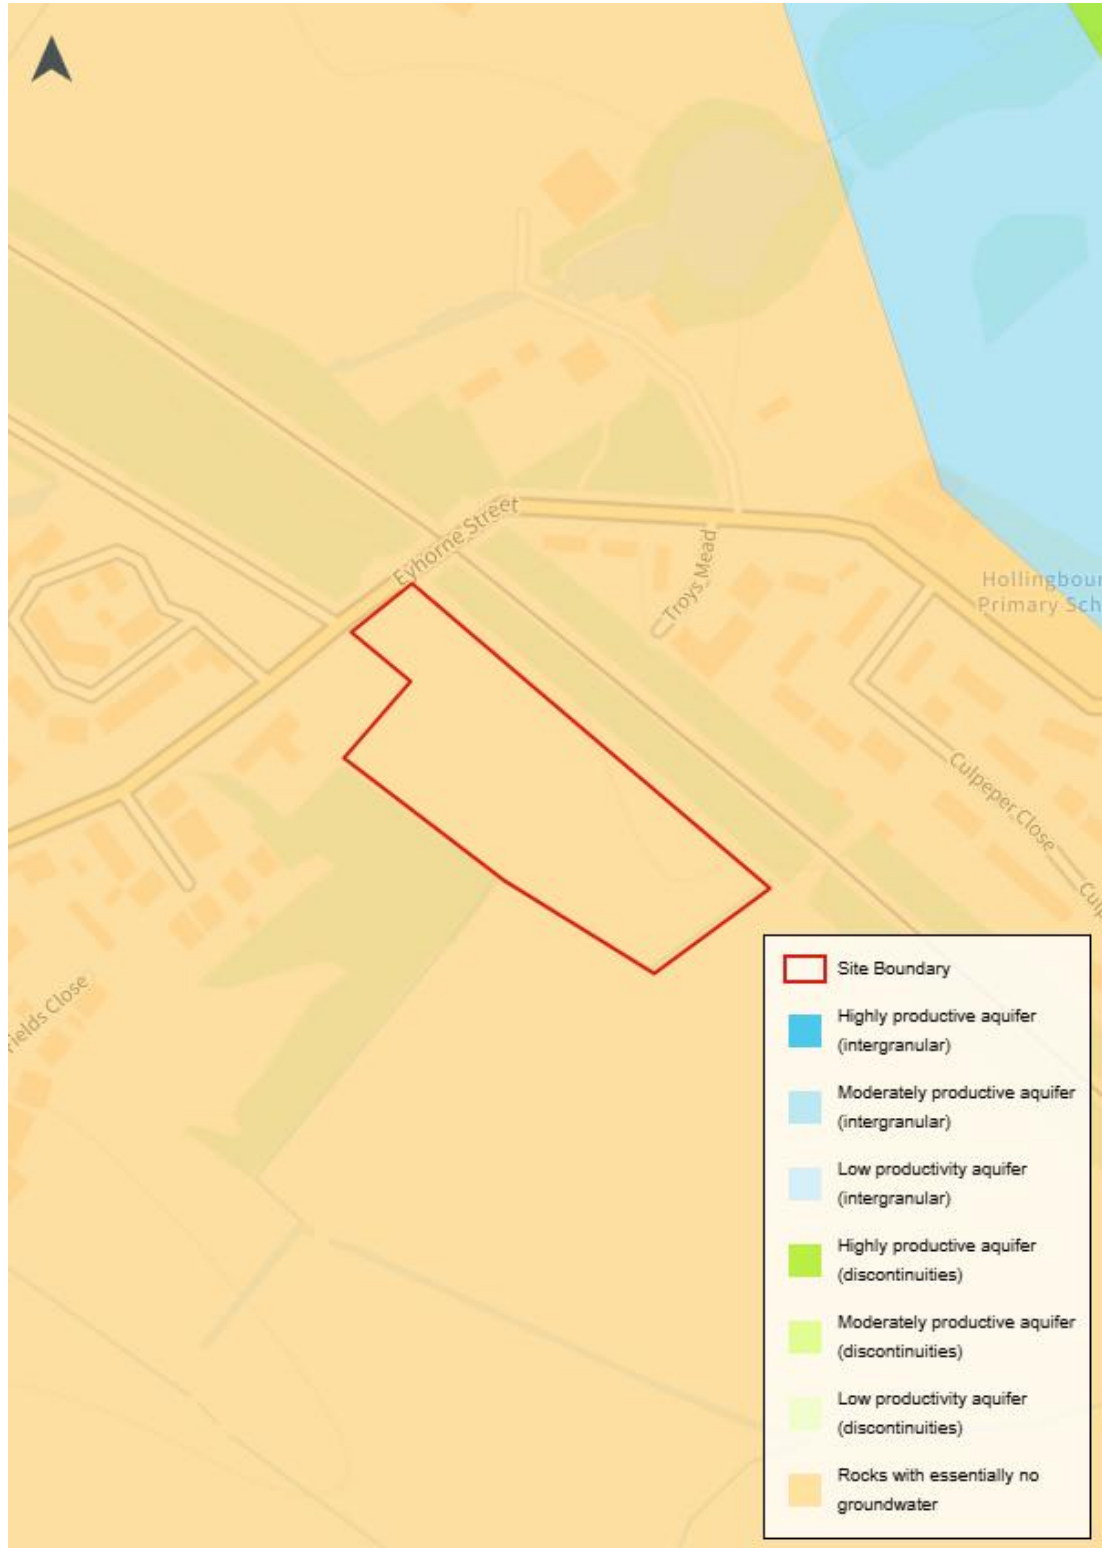 Eyhorne Street
Troys Mead
Hollingbour
Primary Sch
Culpeper Close
Culp
Fields Close
Site Boundary
Highly productive aquifer
(intergranular)
Moderately productive aquifer
(intergranular)
Low productivity aquifer
(intergranular)
Highly productive aquifer
(discontinuities)
Moderately productive aquifer
(discontinuities)
Low productivity aquifer
(discontinuities)
Rocks with essentially no
groundwater